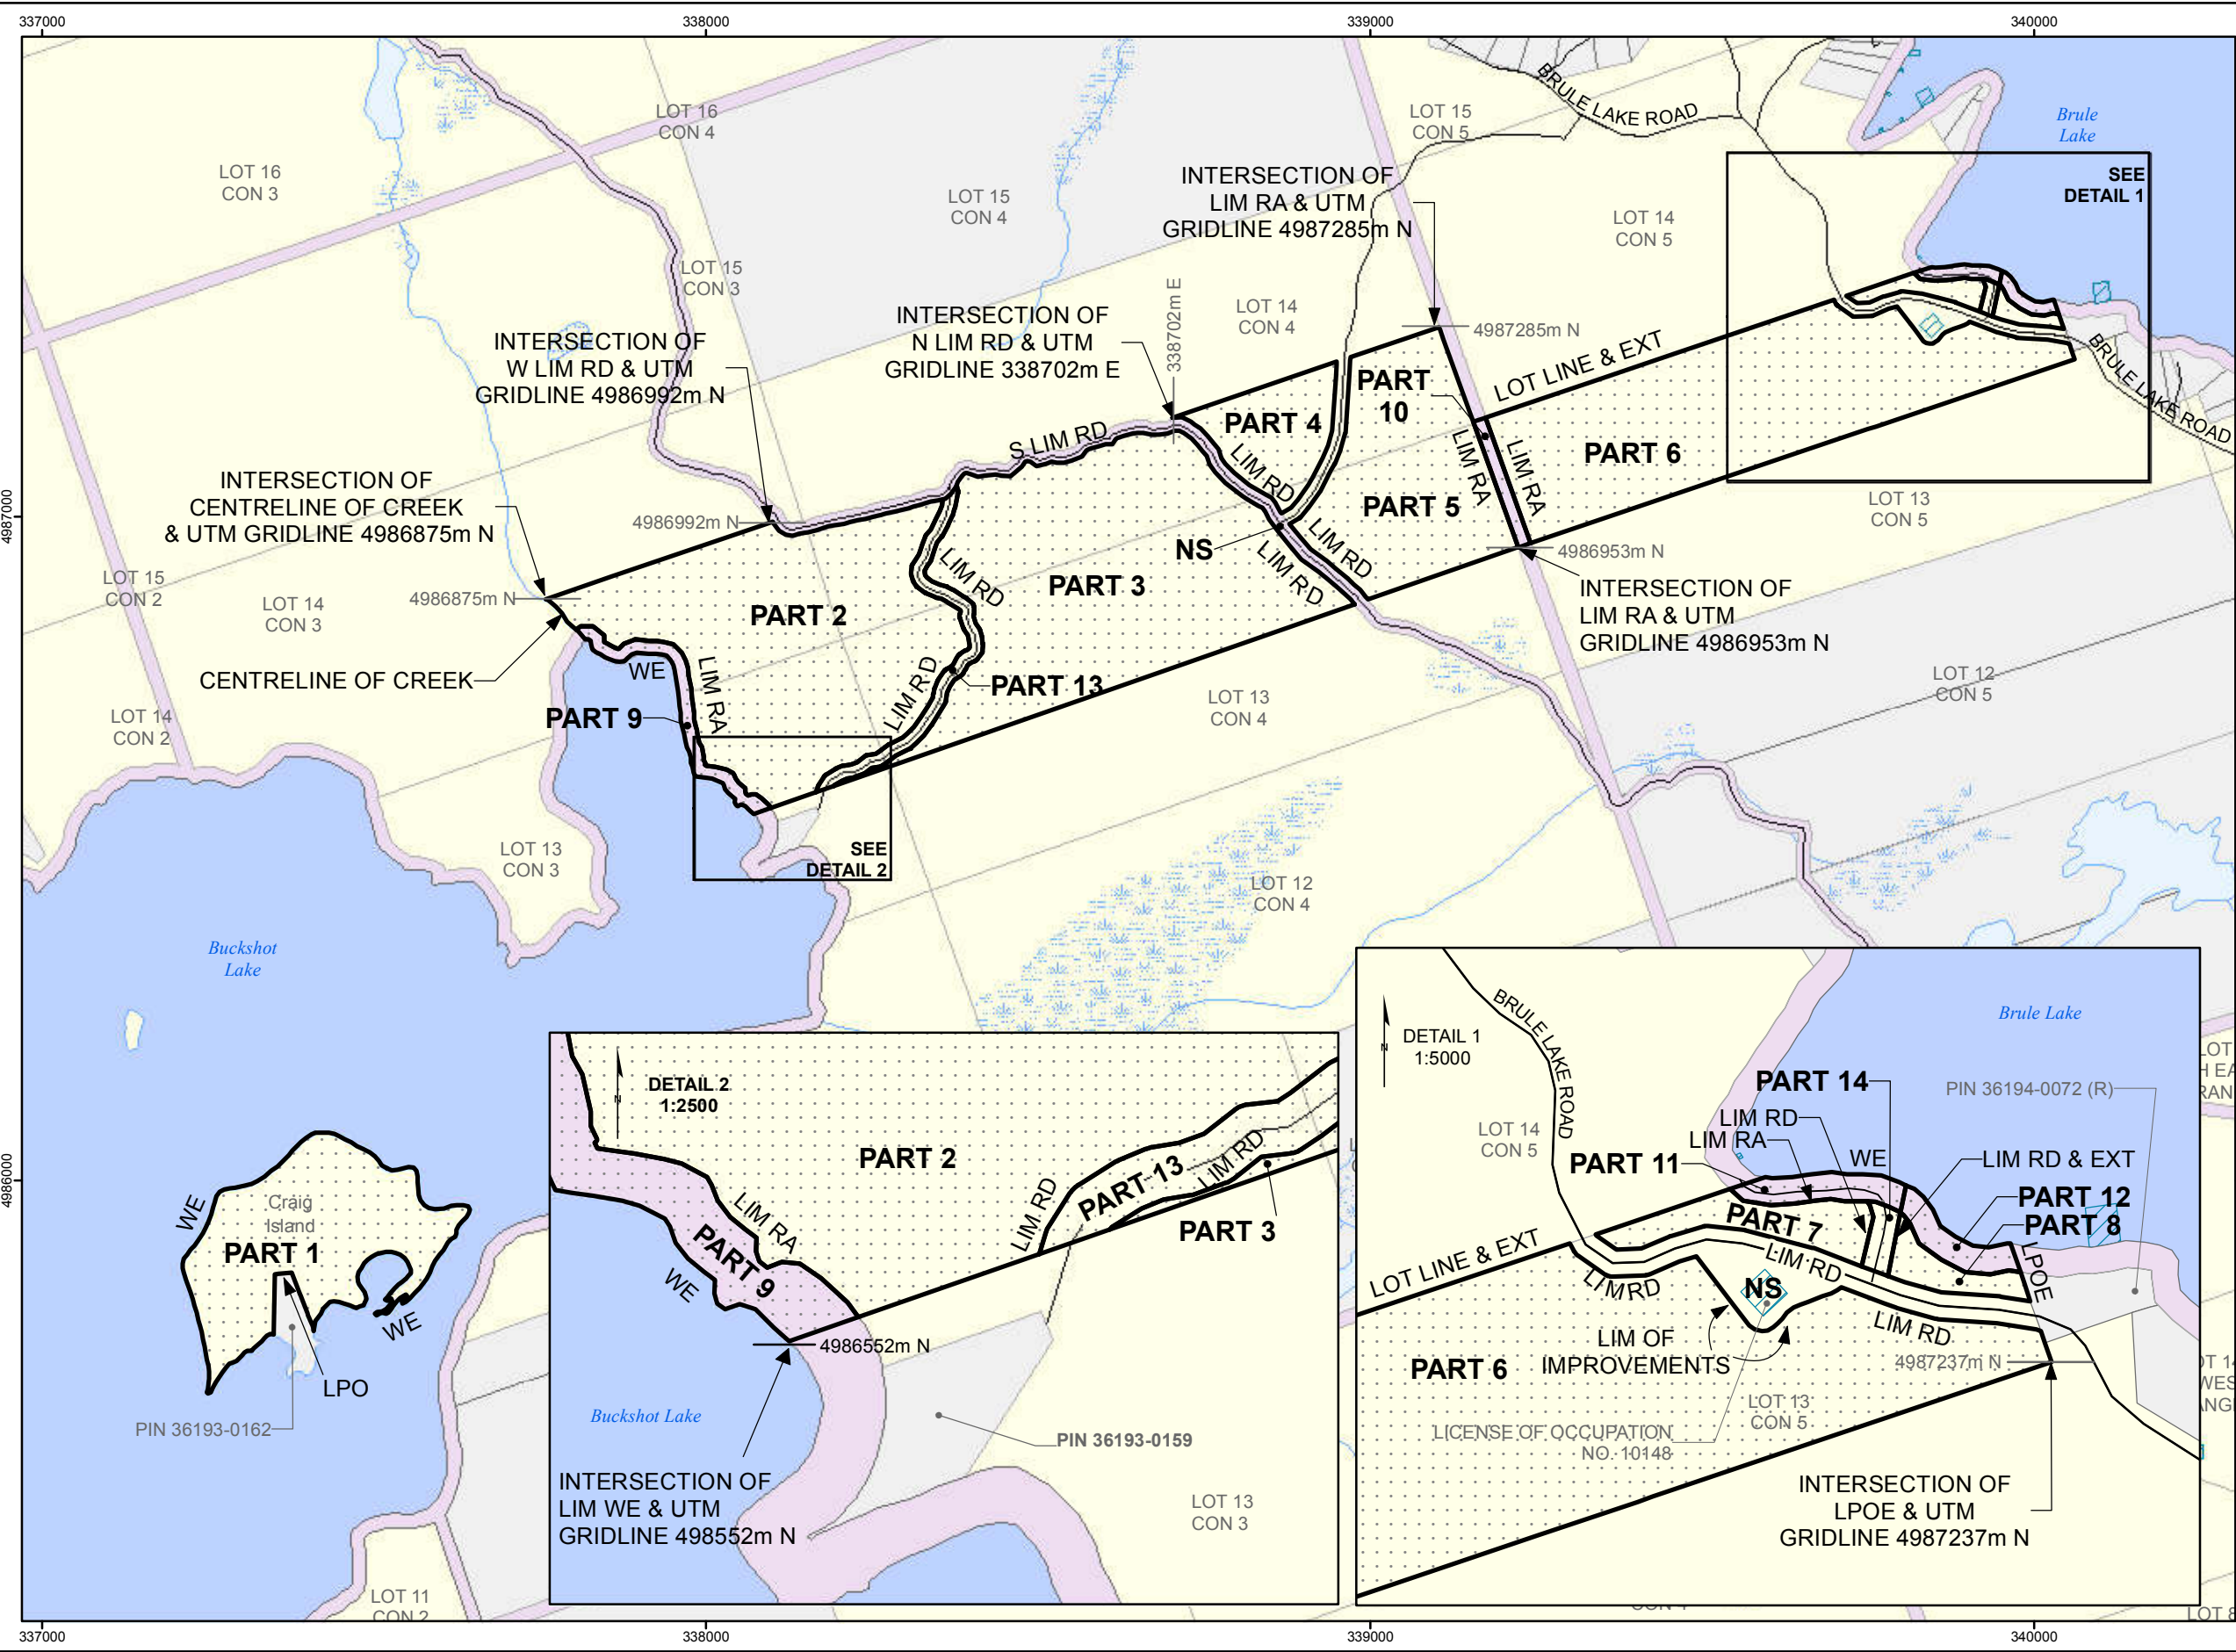 337000
338000
339000
340000
BRULE LAKE ROAD
LOT 16
CON 4
LOT 15
CON 5
Brule
Lake
LOT 16
CON 3
INTERSECTION OF
LIM RA & UTM
GRIDLINE 4987285m N
SEE
DETAIL 1
LOT 15
CON 4
LOT 14
CON 5
LOT 15
CON 3
338702m E
LOT 14
CON 4
INTERSECTION OF
N LIM RD & UTM
GRIDLINE 338702m E
INTERSECTION OF
W LIM RD & UTM
GRIDLINE 4986992m N
4987285m N
LOT LINE & EXT
BRULE LAKE ROAD
PART
10
PART 4
S LIM RD
LIM RD
LIM RA
LIM RA
PART 6
INTERSECTION OF
CENTRELINE OF CREEK
& UTM GRIDLINE 4986875m N
4987000
4986992m N
PART 5
LOT 13
CON 5
NS
LIM RD
LIM RD
4986953m N
LIM RD
PART 3
INTERSECTION OF
LIM RA & UTM
GRIDLINE 4986953m N
LOT 15
CON 2
LOT 14
CON 3
4986875m N
PART 2
CENTRELINE OF CREEK
WE
LIM RA
LIM RD
PART 13
LOT 13
CON 4
LOT 12
CON 5
LOT 14
CON 2
PART 9
LOT 13
CON 3
SEE
DETAIL 2
LOT 12
CON 4
Buckshot
Lake
4986000
WE
Craig
Island
PART 1
WE
LPO
PIN 36193-0162
LOT 11
CON 2
DETAIL 2
1:2500
N
PART 2
LIM RD
PART 13
LIM RD
PART 3
LIM RA
PART 9
WE
4986552m N
Buckshot Lake
PIN 36193-0159
INTERSECTION OF
LIM WE & UTM
GRIDLINE 498552m N
LOT 13
CON 3
DETAIL 1
1:5000
N
BRULE LAKE ROAD
Brule Lake
PART 14
PIN 36194-0072 (R)
LIM RD
LIM RA
LOT 14
CON 5
PART 11
WE
LIM RD & EXT
PART 12
PART 8
PART 7
LOT LINE & EXT
LIM RD
LIM RD
NS
LPOE
LIM RD
LIM OF
IMPROVEMENTS
4987237m N
PART 6
LOT 13
CON 5
LICENSE OF OCCUPATION
NO. 10148
INTERSECTION OF
LPOE & UTM
GRIDLINE 4987237m N
LOT 8
337000
338000
339000
340000